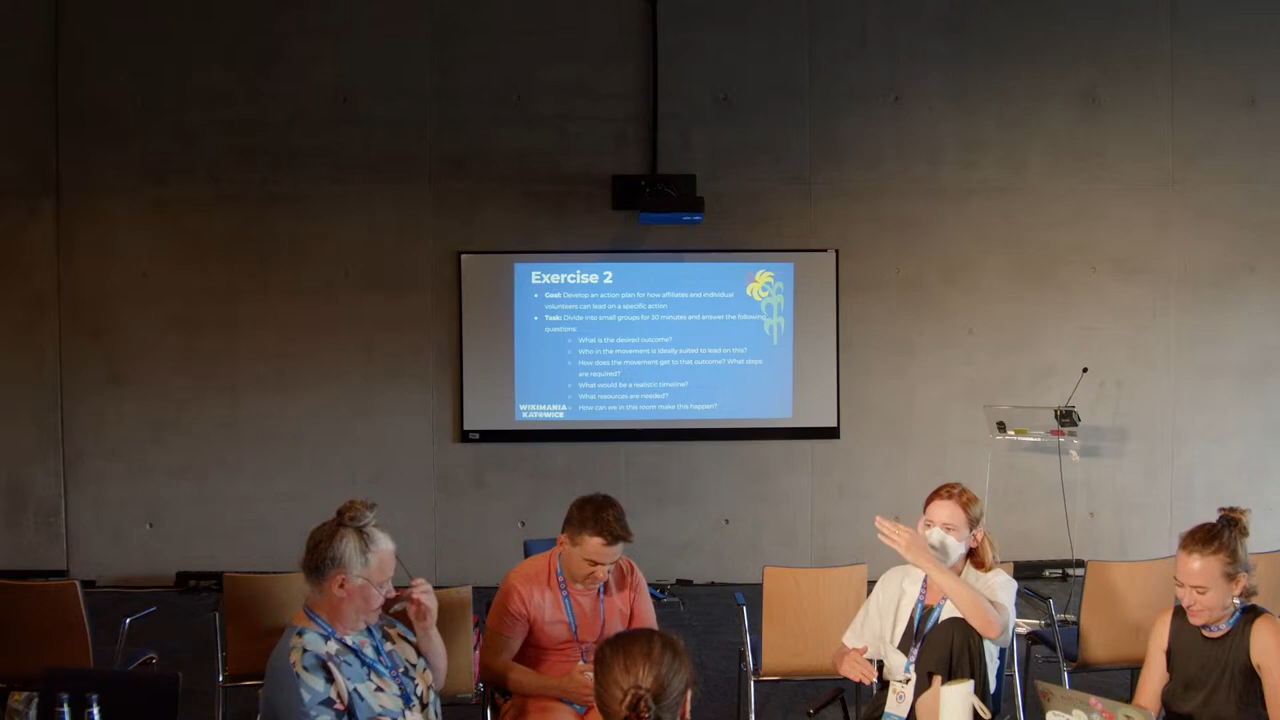 Exercise 2
Goal: Develop an action plan for how affiliates and individual
volunteers can lead on a specific action
Task: Divide into small groups for 30 minutes and answer the following
questions:
What is the desired outcome?
Who in the movement is ideally suited to lead on this?
How does the movement get to that outcome? What steps
are required?
What would be a realistic timeline?
What resources are needed?
How can we in this room make this happen?
WIKIMANIA
KATOWICE